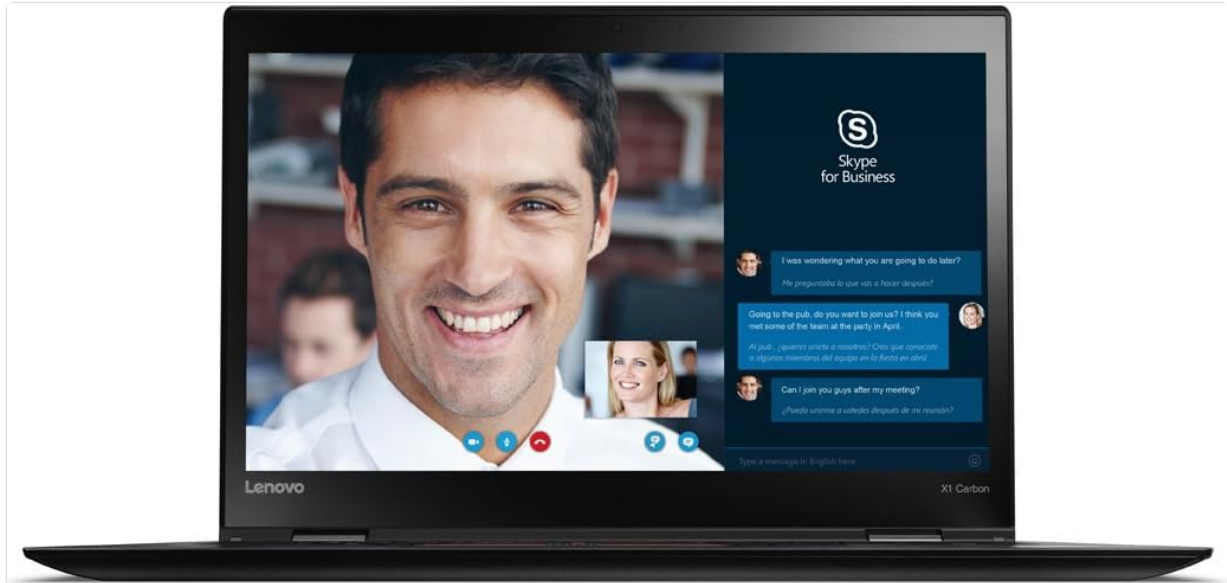 Skype
for Business
I was wondering what you are going to do later?
Me preguntaba lo que vas a hacer después?
Going to the pub, do you want to join us? I think you
met some of the team at the party in April.
Al pub , ¿quieres unirte a nosotros? Creo que conociste
a algunos miembros del equipo en la fiesta en abril.
Can I join you guys after my meeting?
¿Puedo unirme a ustedes después de mi reunión?
Type a message in English here
Lenovo
X1 Carbon